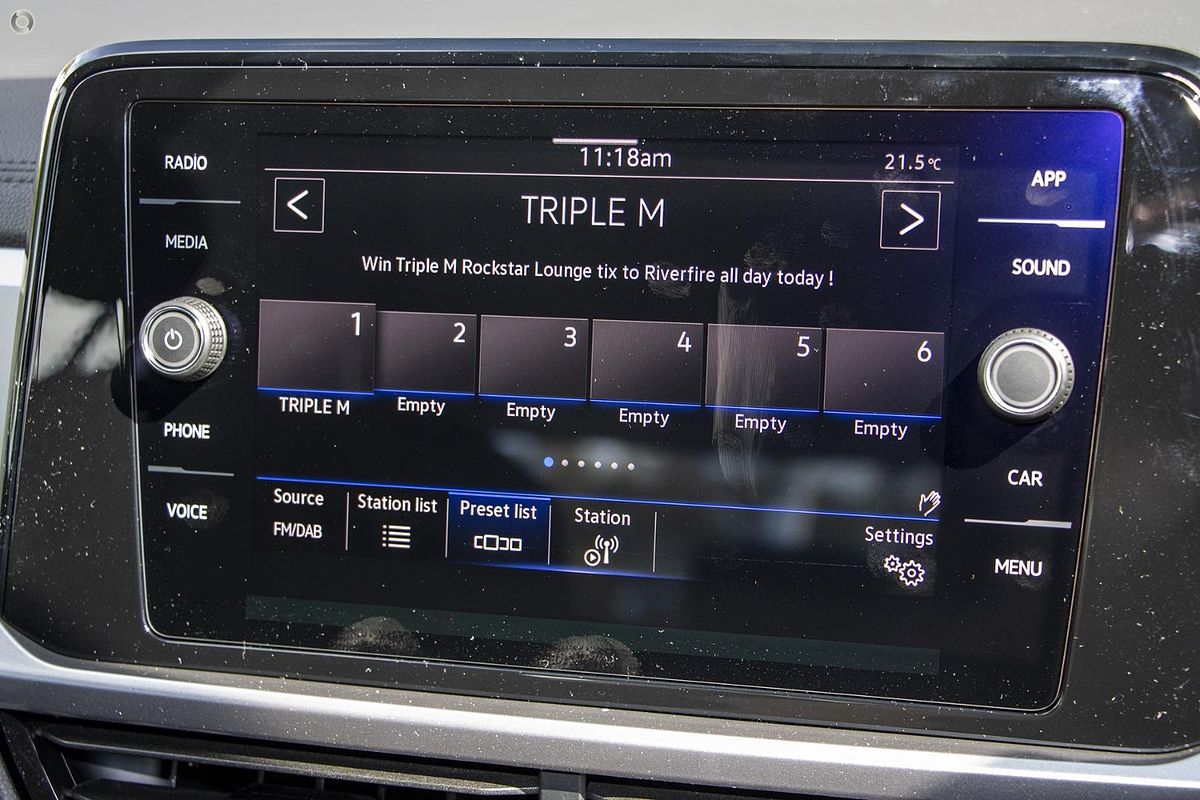 RADIO
MEDIA
PHONE
VOICE
11:18am
21.5°C
<
TRIPLE M
>
Win Triple M Rockstar Lounge tix to Riverfire all day today !
1
2
3
4
5
6
TRIPLE M
Empty
Empty
Empty
Empty
Empty
Source
FM/DAB
Station list
Preset list
Station
Settings
APP
SOUND
CAR
MENU